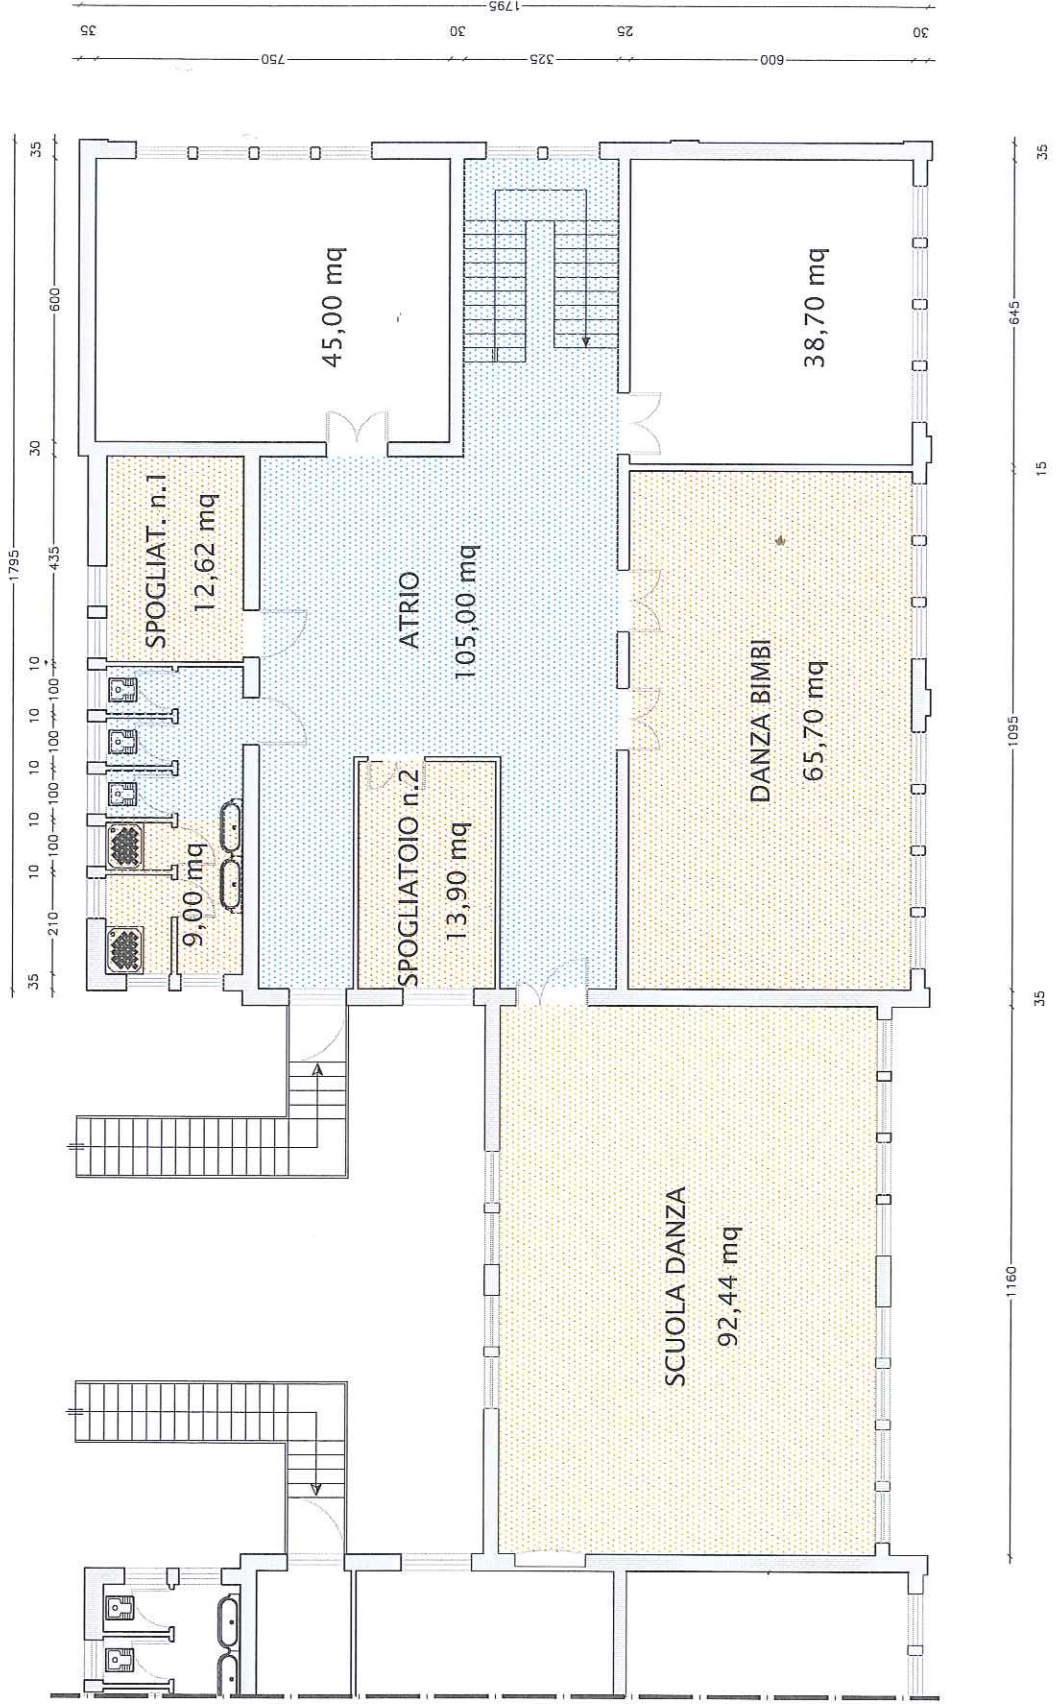 1795
35
750
30
325
25
600
30
1795
35
600
30
435
10
100
10
100
10
100
10
100
10
210
35
35
645
15
1095
35
1160
45,00 mq
38,70 mq
SPOGLIAT. n.1
12,62 mq
ATRIO
105,00 mq
DANZA BIMBI
65,70 mq
9,00 mq
SPOGLIATOIO n.2
13,90 mq
SCUOLA DANZA
92,44 mq